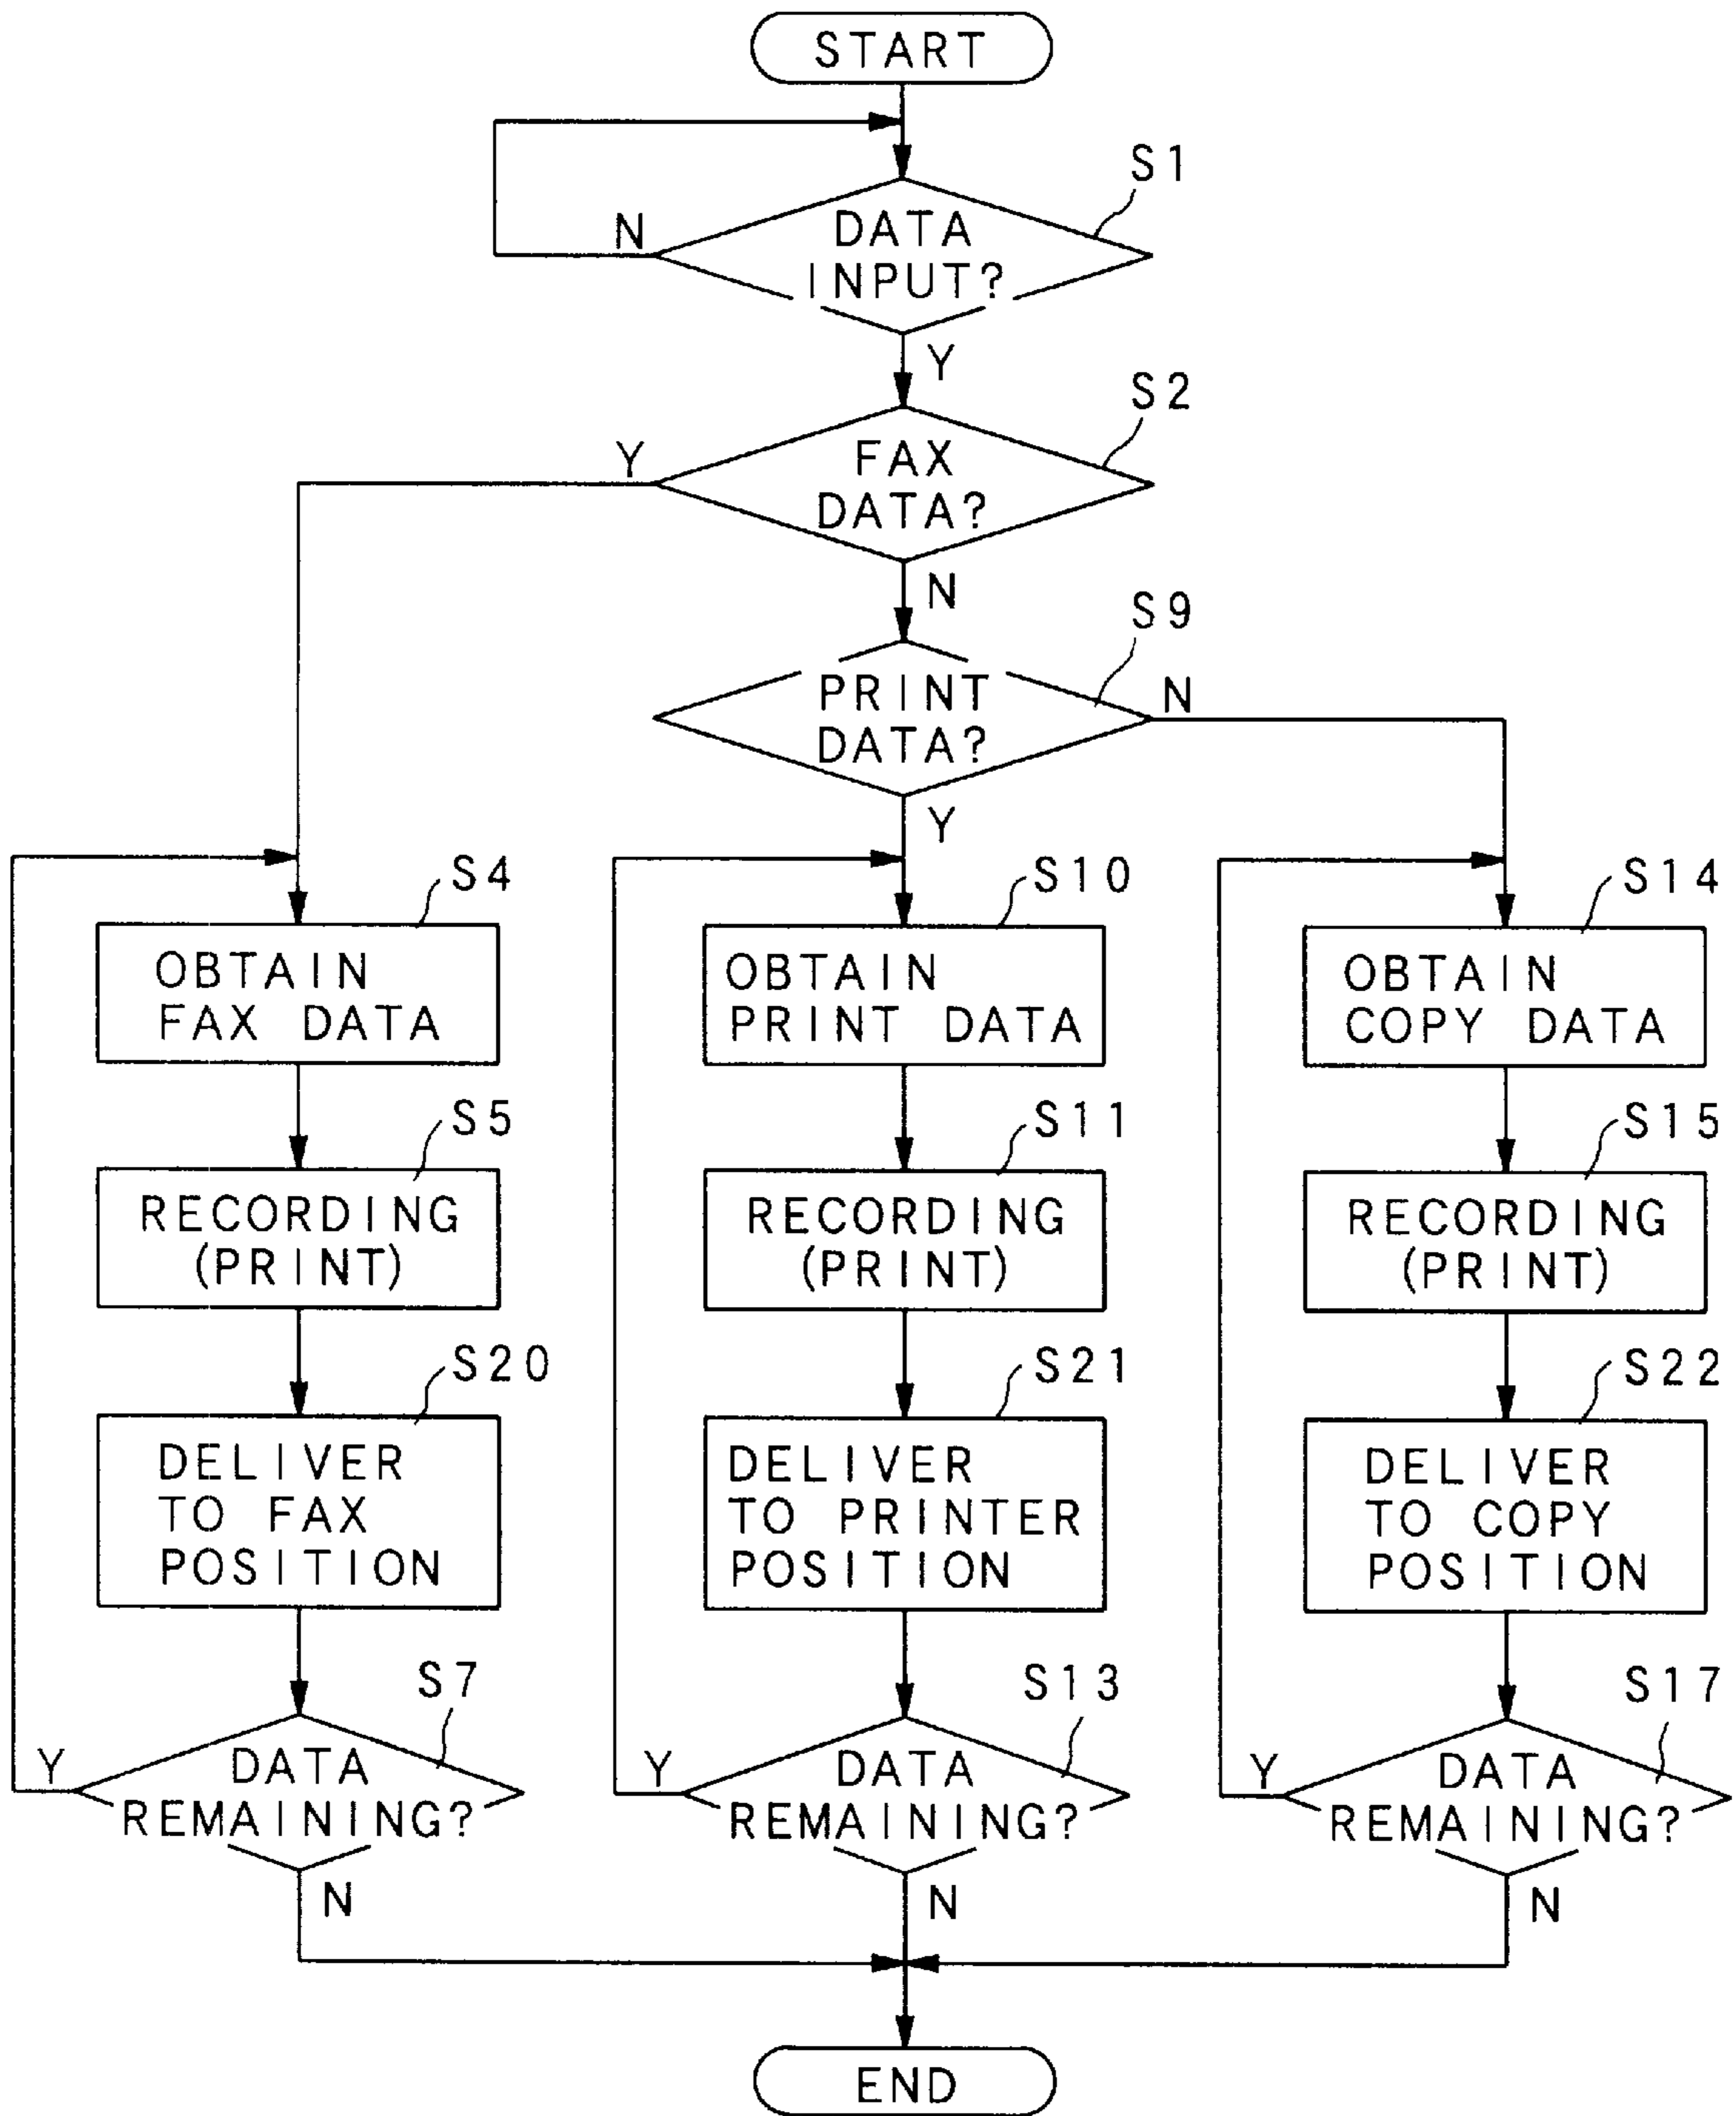 START
S1
DATA
INPUT?
N
Y
S2
FAX
DATA?
Y
N
S9
PRINT
DATA?
N
Y
S4
OBTAIN
FAX DATA
S5
RECORDING
(PRINT)
S20
DELIVER
TO FAX
POSITION
S7
DATA
REMAINING?
Y
N
S10
OBTAIN
PRINT DATA
S11
RECORDING
(PRINT)
S21
DELIVER
TO PRINTER
POSITION
S13
DATA
REMAINING?
Y
N
S14
OBTAIN
COPY DATA
S15
RECORDING
(PRINT)
S22
DELIVER
TO COPY
POSITION
S17
DATA
REMAINING?
Y
N
END